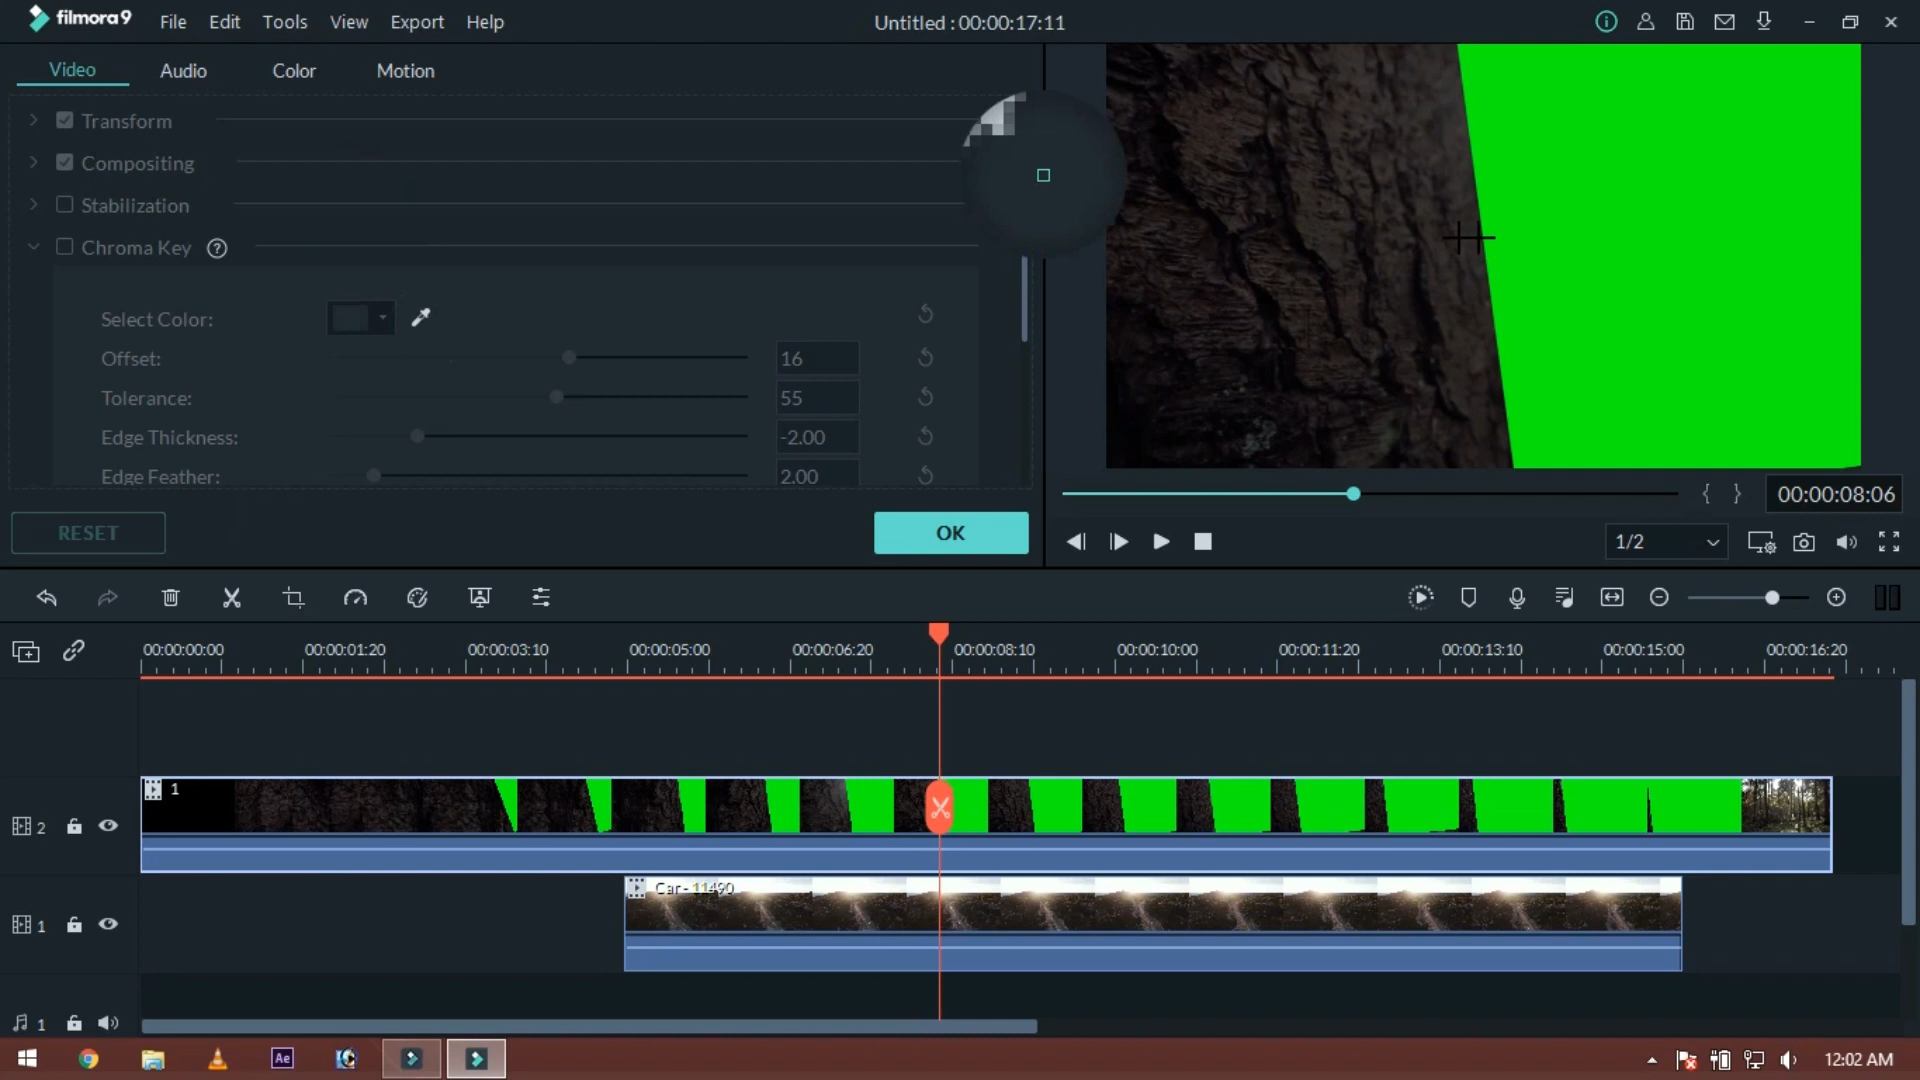 filmora9 File Edit Tools View Export Help Untitled : 00:00:17:11
Video Audio Color Motion
Transform
Compositing
Stabilization
Chroma Key ?
Select Color:
Offset: 16
Tolerance: 55
Edge Thickness: -2.00
Edge Feather: 2.00
RESET OK
{ } 00:00:08:06
1/2
00:00:00:00 00:00:01:20 00:00:03:10 00:00:05:00 00:00:06:20 00:00:08:10 00:00:10:00 00:00:11:20 00:00:13:10 00:00:15:00 00:00:16:20
2 1
1 Car - 11490
1
Ae 12:02 AM